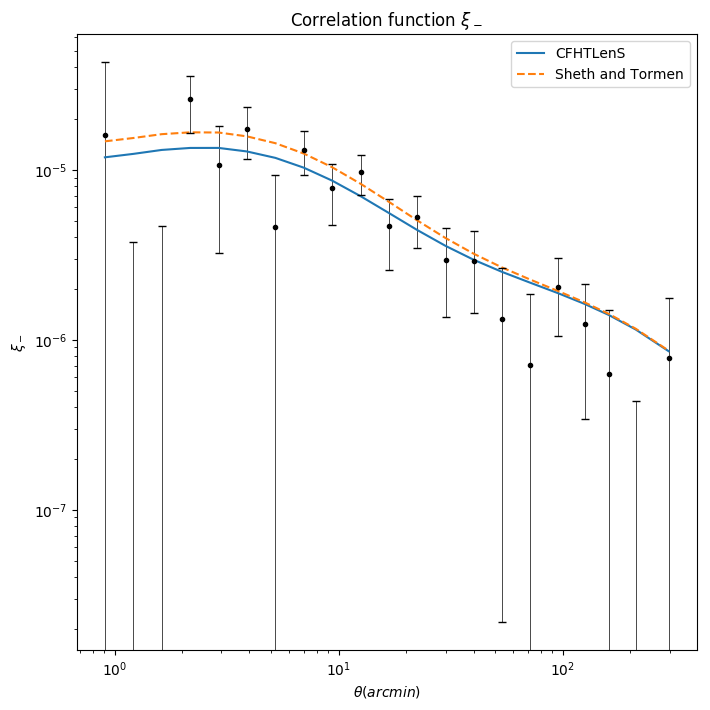 Correlation function ξ₋
CFHTLenS
Sheth and Tormen
ξ₋
10⁻⁵
10⁻⁶
10⁻⁷
10⁰ 10¹ 10²
θ(arcmin)